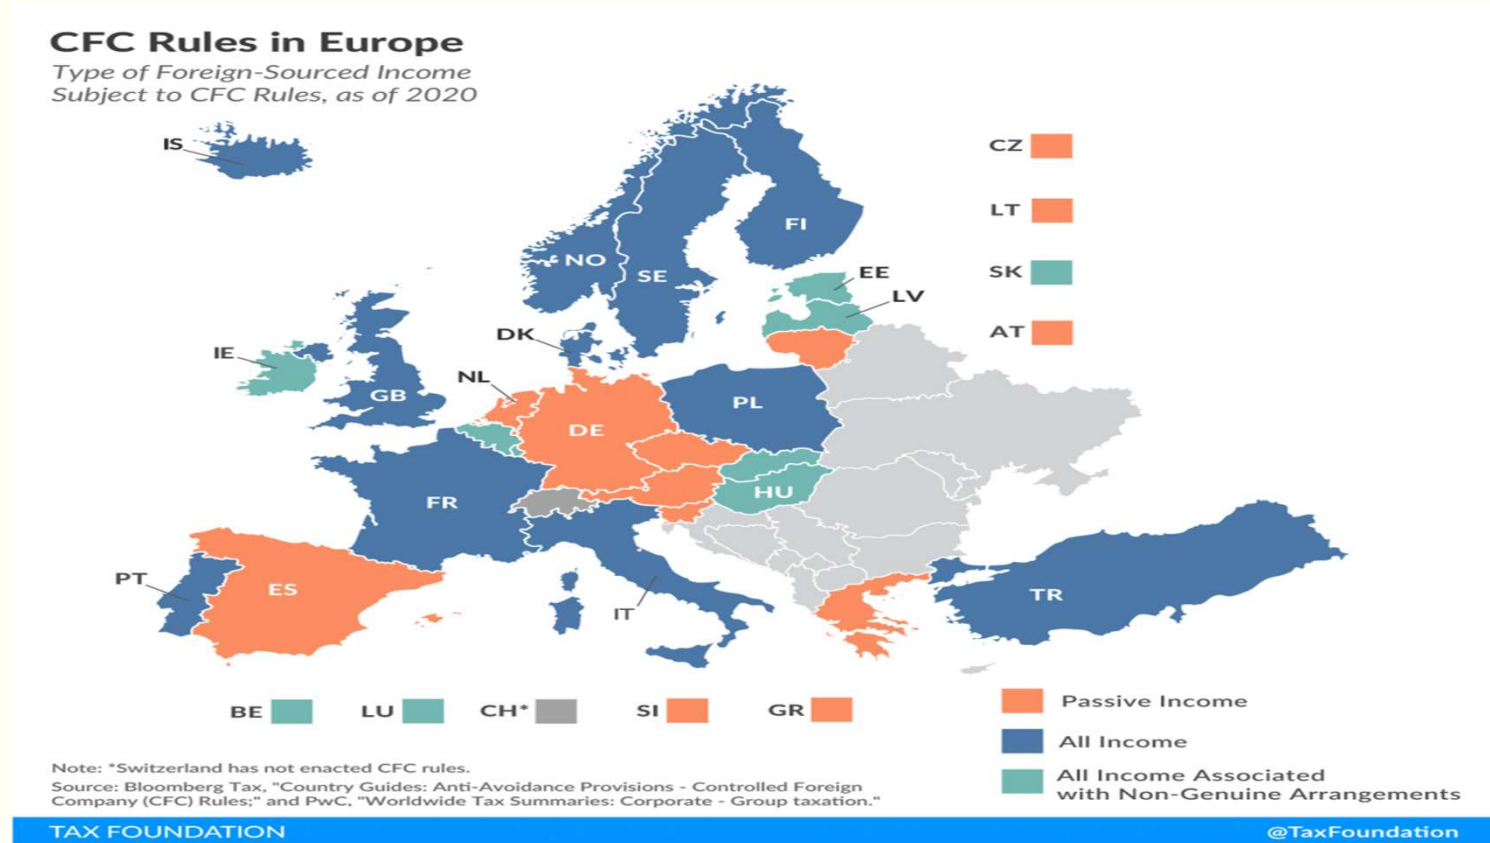 CFC Rules in Europe
Type of Foreign-Sourced Income
Subject to CFC Rules, as of 2020
IS
CZ
LT
FI
NO
SE
SK
EE
LV
DK
AT
IE
NL
GB
PL
DE
HU
FR
PT
ES
TR
IT
BE
LU
CH*
SI
GR
Passive Income
All Income
All Income Associated
with Non-Genuine Arrangements
Note: *Switzerland has not enacted CFC rules.
Source: Bloomberg Tax, "Country Guides: Anti-Avoidance Provisions - Controlled Foreign
Company (CFC) Rules;" and PwC, "Worldwide Tax Summaries: Corporate - Group taxation."
TAX FOUNDATION
@TaxFoundation